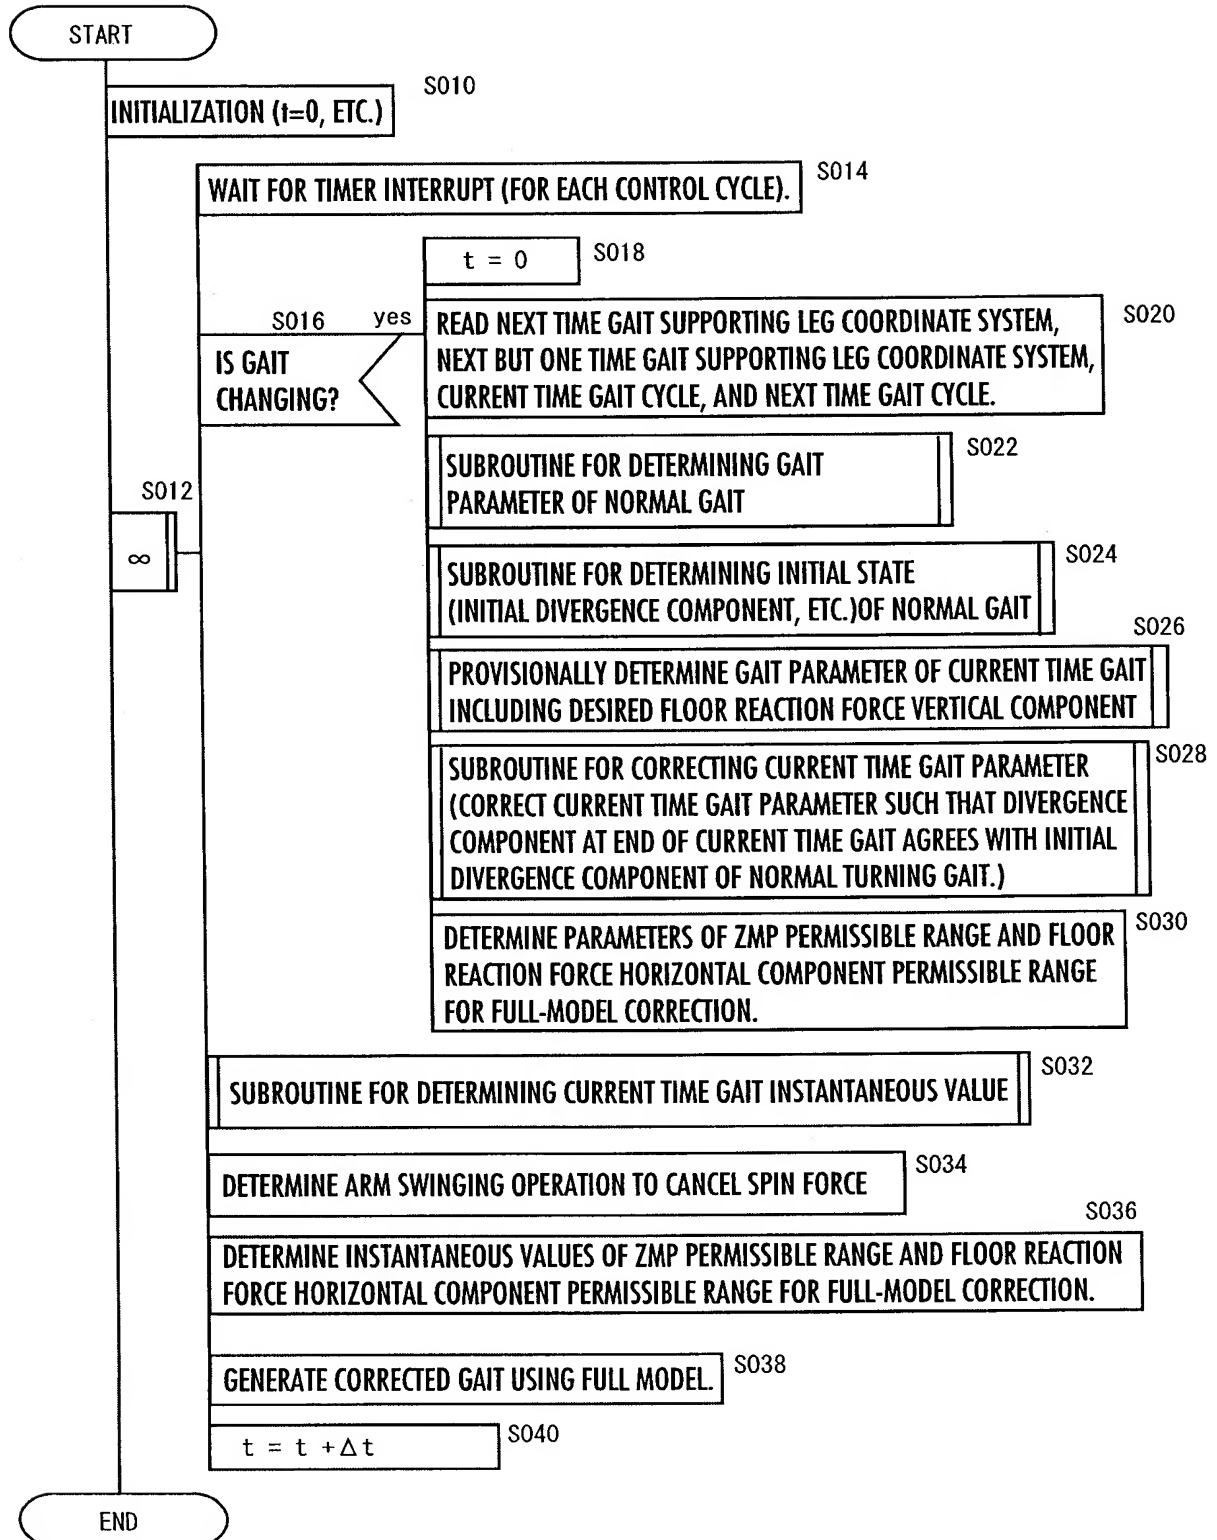 START
S010
INITIALIZATION (t=0, ETC.)
S014
WAIT FOR TIMER INTERRUPT (FOR EACH CONTROL CYCLE).
t = 0
S018
S016
yes
IS GAIT
CHANGING?
READ NEXT TIME GAIT SUPPORTING LEG COORDINATE SYSTEM,
NEXT BUT ONE TIME GAIT SUPPORTING LEG COORDINATE SYSTEM,
CURRENT TIME GAIT CYCLE, AND NEXT TIME GAIT CYCLE.
S020
SUBROUTINE FOR DETERMINING GAIT
PARAMETER OF NORMAL GAIT
S022
S012
∞
SUBROUTINE FOR DETERMINING INITIAL STATE
(INITIAL DIVERGENCE COMPONENT, ETC.)OF NORMAL GAIT
S024
S026
PROVISIONALLY DETERMINE GAIT PARAMETER OF CURRENT TIME GAIT
INCLUDING DESIRED FLOOR REACTION FORCE VERTICAL COMPONENT
S028
SUBROUTINE FOR CORRECTING CURRENT TIME GAIT PARAMETER
(CORRECT CURRENT TIME GAIT PARAMETER SUCH THAT DIVERGENCE
COMPONENT AT END OF CURRENT TIME GAIT AGREES WITH INITIAL
DIVERGENCE COMPONENT OF NORMAL TURNING GAIT.)
S030
DETERMINE PARAMETERS OF ZMP PERMISSIBLE RANGE AND FLOOR
REACTION FORCE HORIZONTAL COMPONENT PERMISSIBLE RANGE
FOR FULL-MODEL CORRECTION.
S032
SUBROUTINE FOR DETERMINING CURRENT TIME GAIT INSTANTANEOUS VALUE
S034
DETERMINE ARM SWINGING OPERATION TO CANCEL SPIN FORCE
S036
DETERMINE INSTANTANEOUS VALUES OF ZMP PERMISSIBLE RANGE AND FLOOR REACTION
FORCE HORIZONTAL COMPONENT PERMISSIBLE RANGE FOR FULL-MODEL CORRECTION.
S038
GENERATE CORRECTED GAIT USING FULL MODEL.
S040
t = t +Δt
END